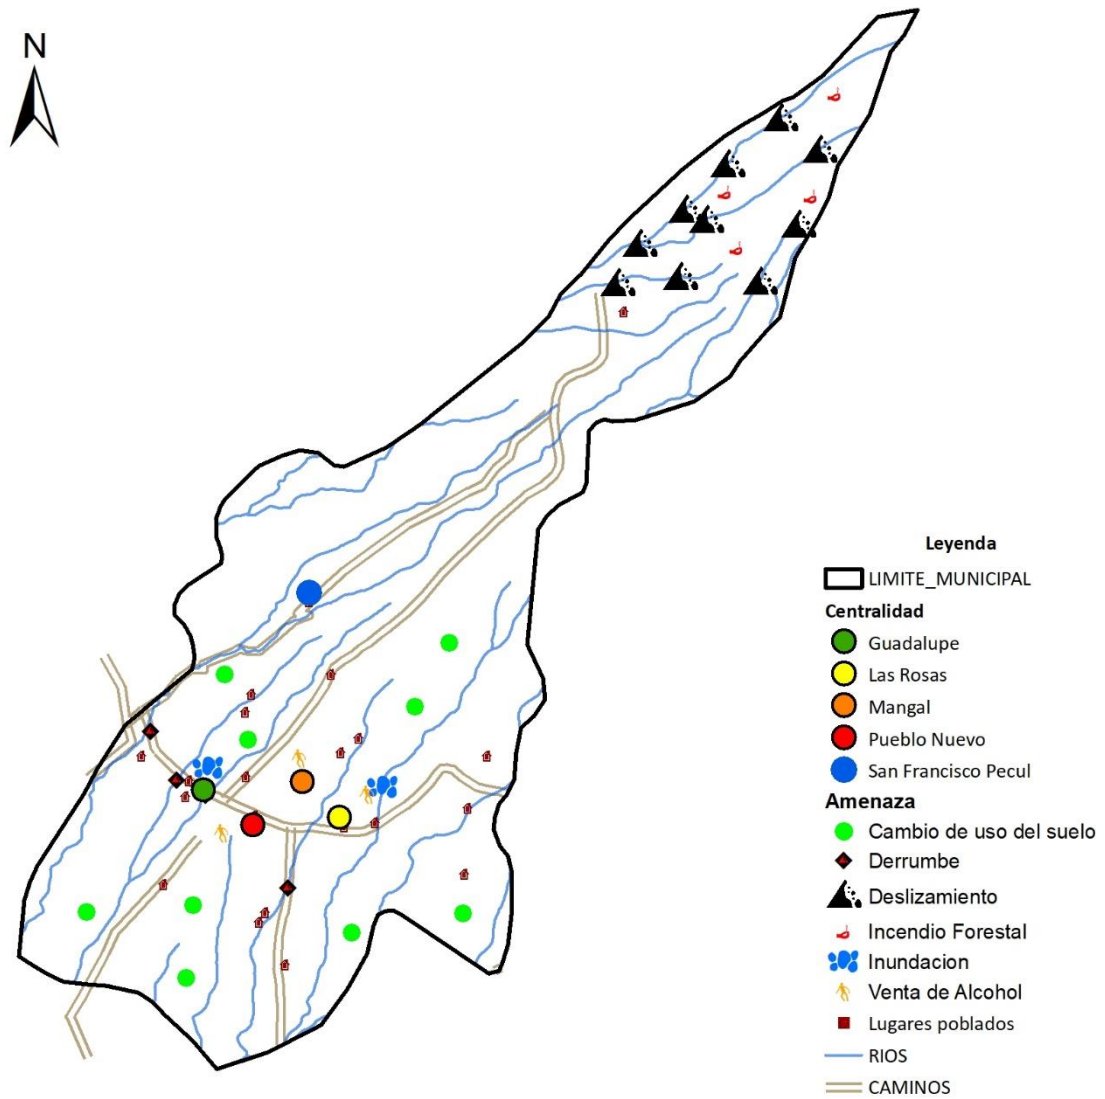 N
Leyenda
LIMITE_MUNICIPAL
Centralidad
Guadalupe
Las Rosas
Mangal
Pueblo Nuevo
San Francisco Pecul
Amenaza
Cambio de uso del suelo
Derrumbe
Deslizamiento
Incendio Forestal
Inundacion
Venta de Alcohol
Lugares poblados
RIOS
CAMINOS